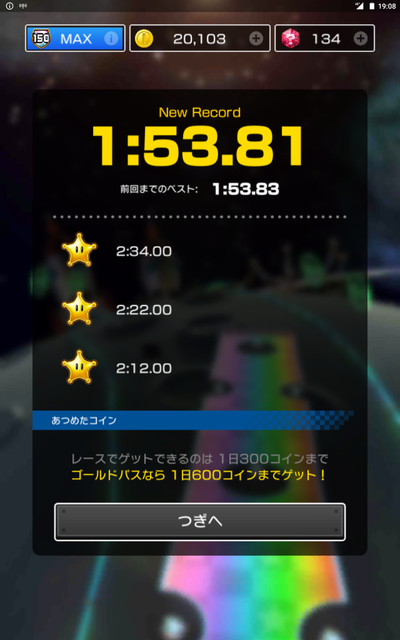 19:08
150 MAX
20,103
134
New Record
1:53.81
前回までのベスト: 1:53.83
2:34.00
2:22.00
2:12.00
あつめたコイン
レースでゲットできるのは 1日300コインまで
ゴールドパスなら 1日600コインまでゲット！
つぎへ